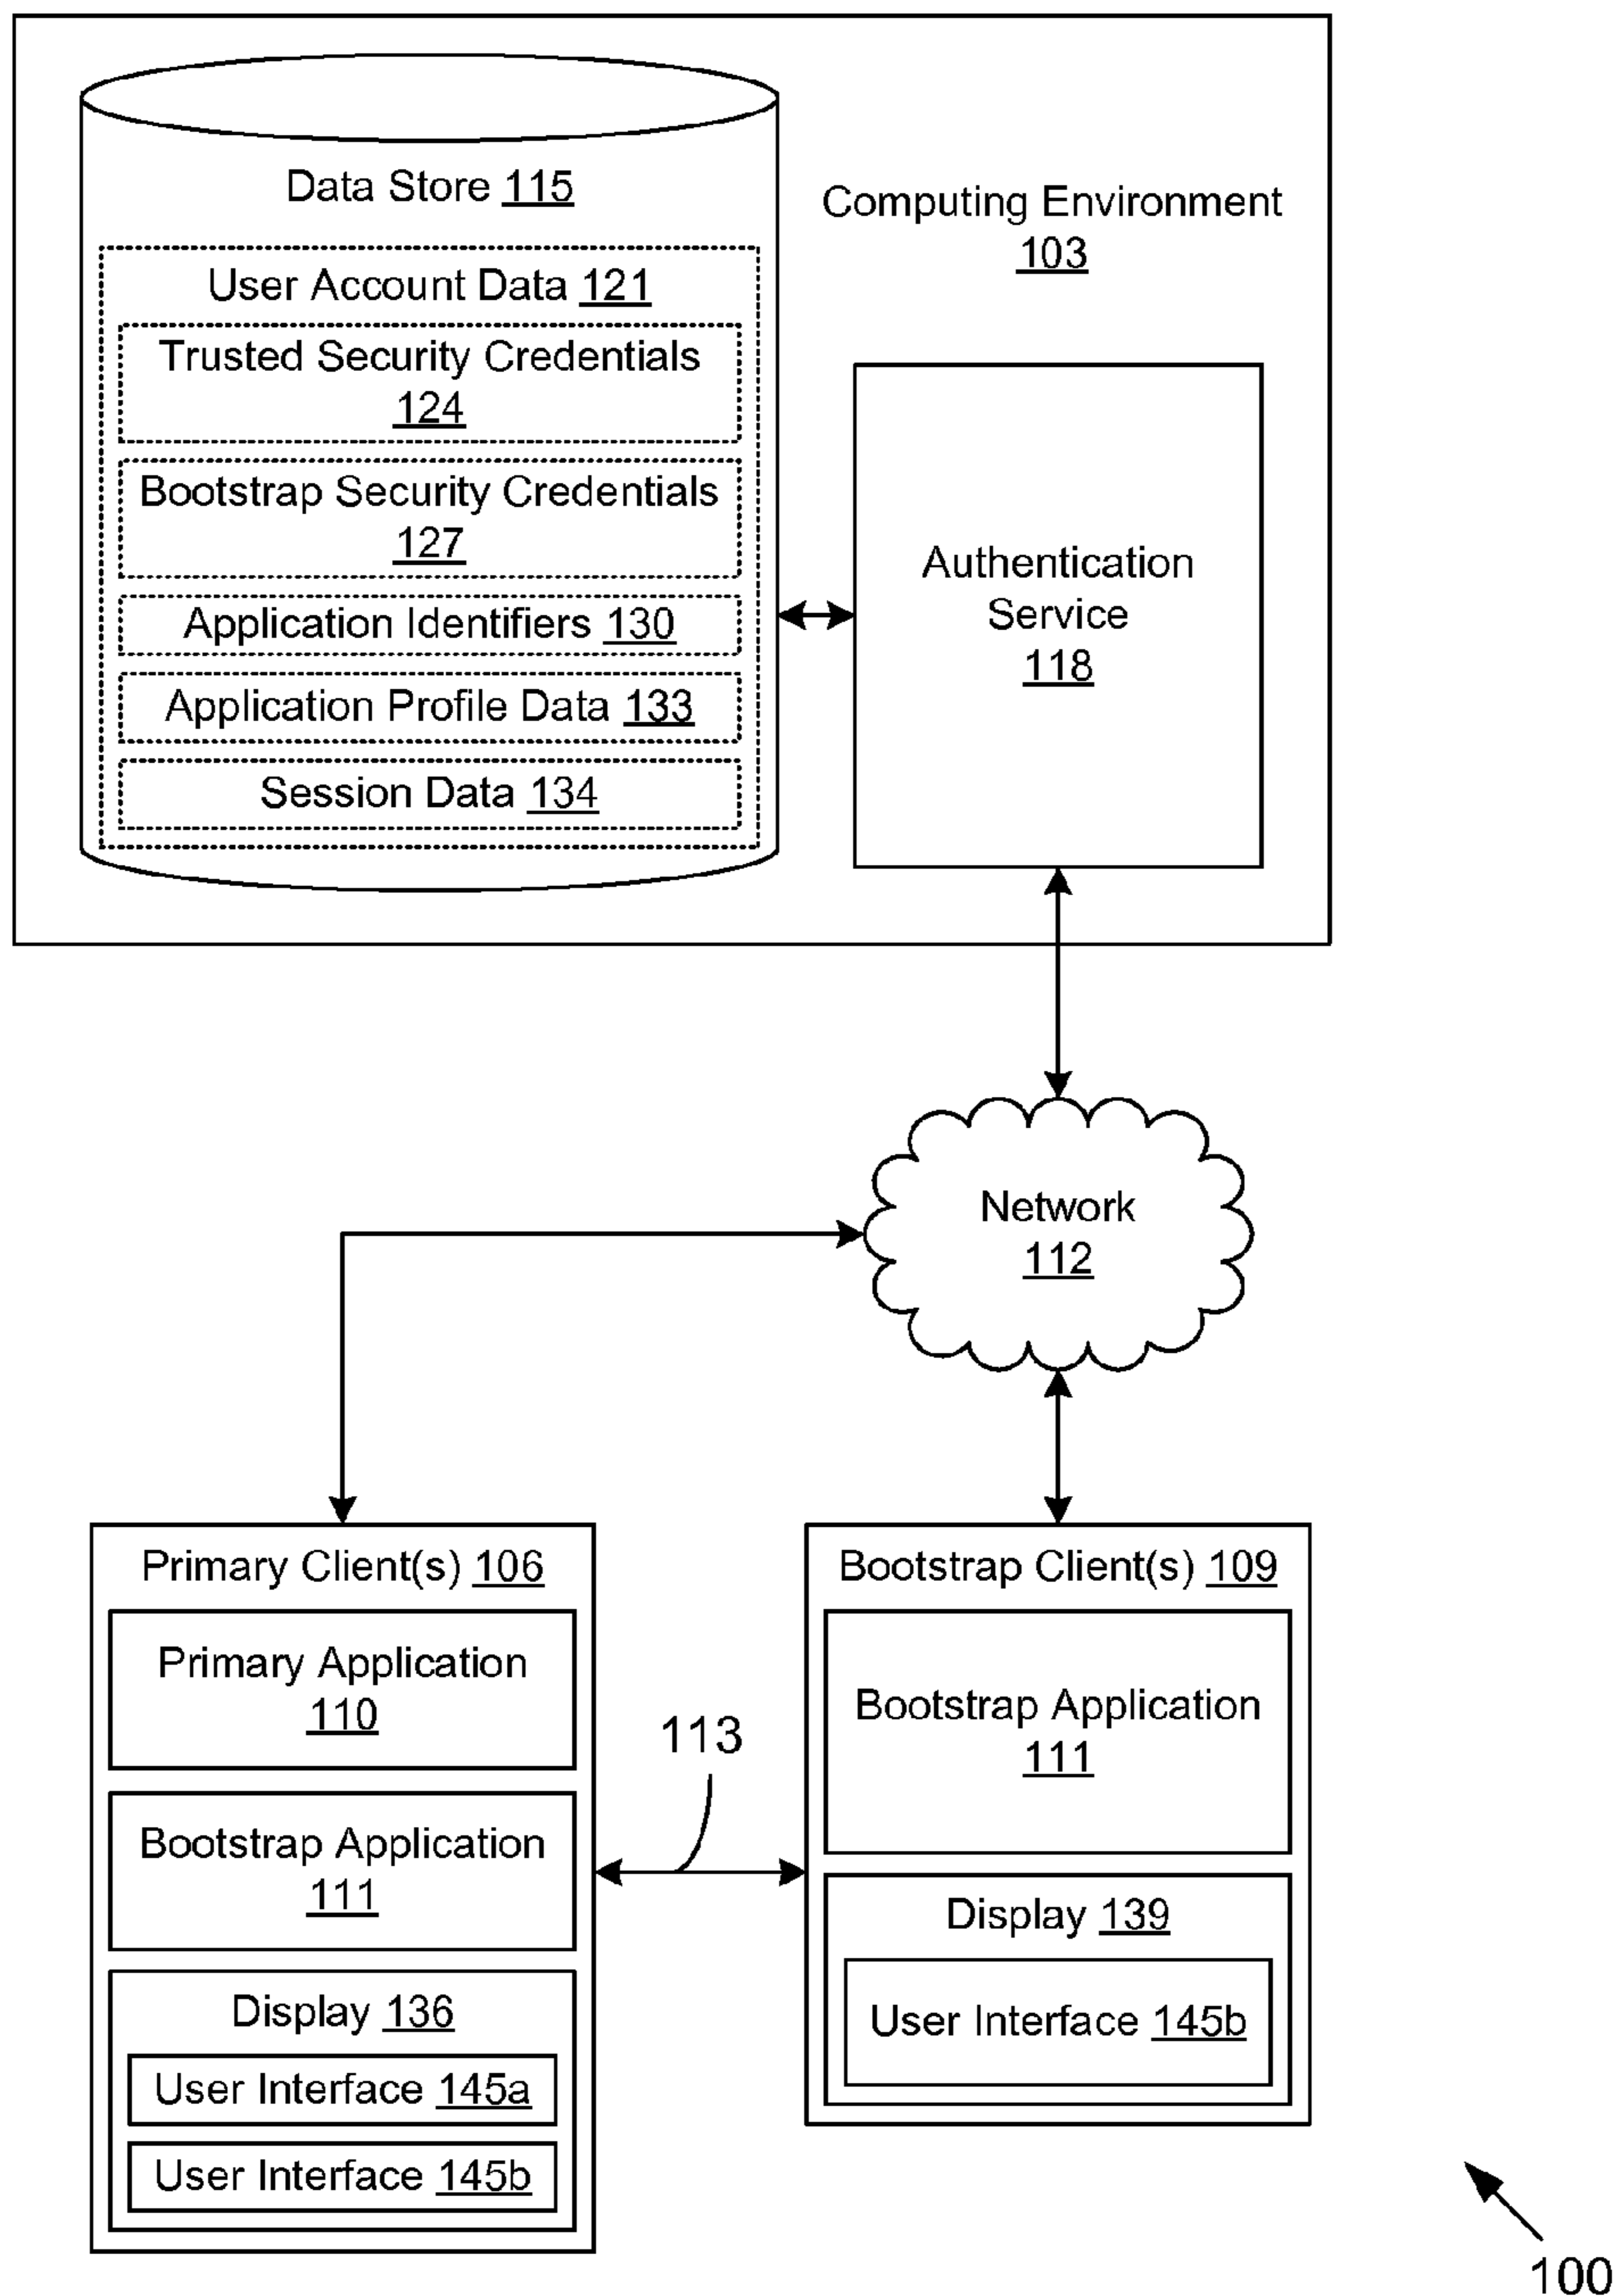 Data Store 115
Computing Environment
103
User Account Data 121
Trusted Security Credentials
124
Bootstrap Security Credentials
127
Application Identifiers 130
Application Profile Data 133
Session Data 134
Authentication
Service
118
Network
112
Primary Client(s) 106
Primary Application
110
Bootstrap Application
111
Display 136
User Interface 145a
User Interface 145b
113
Bootstrap Client(s) 109
Bootstrap Application
111
Display 139
User Interface 145b
100